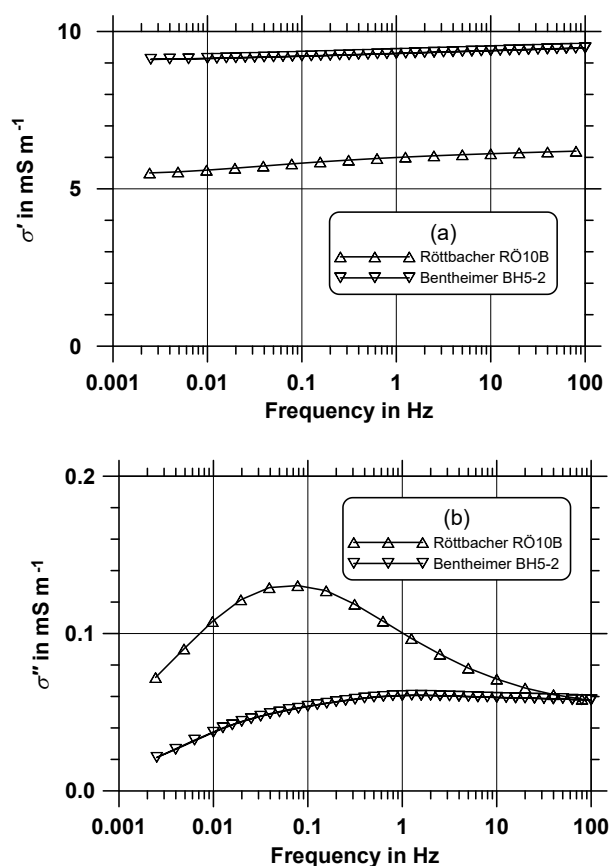 10
5
0
σ′ in mS m⁻¹
(a)
Röttbacher RÖ10B
Bentheimer BH5-2
0.001 0.01 0.1 1 10 100
Frequency in Hz
0.2
0.1
0.0
σ″ in mS m⁻¹
(b)
Röttbacher RÖ10B
Bentheimer BH5-2
0.001 0.01 0.1 1 10 100
Frequency in Hz